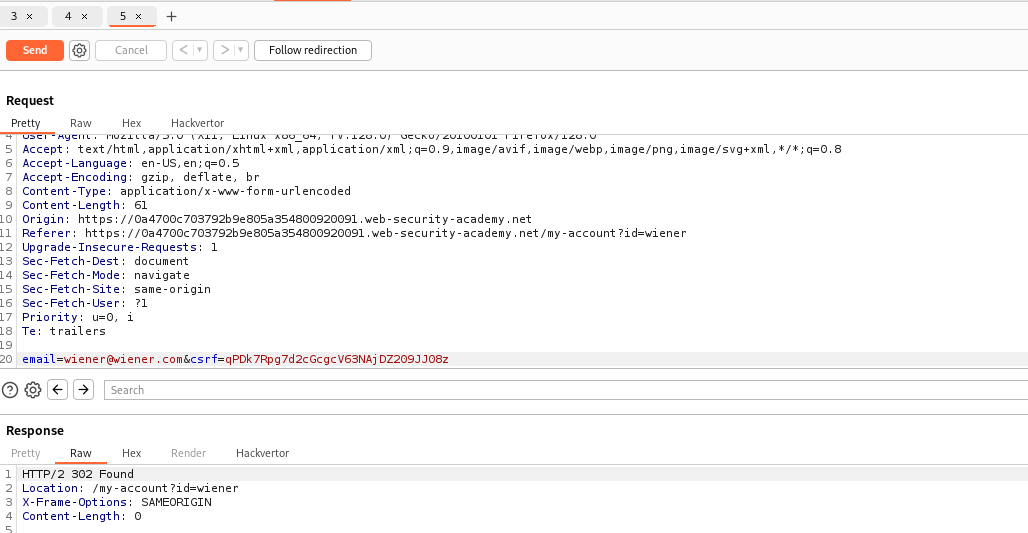 3 × 4 × 5 × +
Send Cancel < > Follow redirection
Request
Pretty Raw Hex Hackvertor
4 User-Agent: Mozilla/5.0 (X11; Linux x86_64; rv:128.0) Gecko/20100101 Firefox/128.0
5 Accept: text/html,application/xhtml+xml,application/xml;q=0.9,image/avif,image/webp,image/png,image/svg+xml,*/*;q=0.8
6 Accept-Language: en-US,en;q=0.5
7 Accept-Encoding: gzip, deflate, br
8 Content-Type: application/x-www-form-urlencoded
9 Content-Length: 61
10 Origin: https://0a4700c703792b9e805a354800920091.web-security-academy.net
11 Referer: https://0a4700c703792b9e805a354800920091.web-security-academy.net/my-account?id=wiener
12 Upgrade-Insecure-Requests: 1
13 Sec-Fetch-Dest: document
14 Sec-Fetch-Mode: navigate
15 Sec-Fetch-Site: same-origin
16 Sec-Fetch-User: ?1
17 Priority: u=0, i
18 Te: trailers
19
20 email=wiener@wiener.com&csrf=qPDk7Rpg7d2cGcgcV63NAjDZ209JJ08z
Search
Response
Pretty Raw Hex Render Hackvertor
1 HTTP/2 302 Found
2 Location: /my-account?id=wiener
3 X-Frame-Options: SAMEORIGIN
4 Content-Length: 0
5